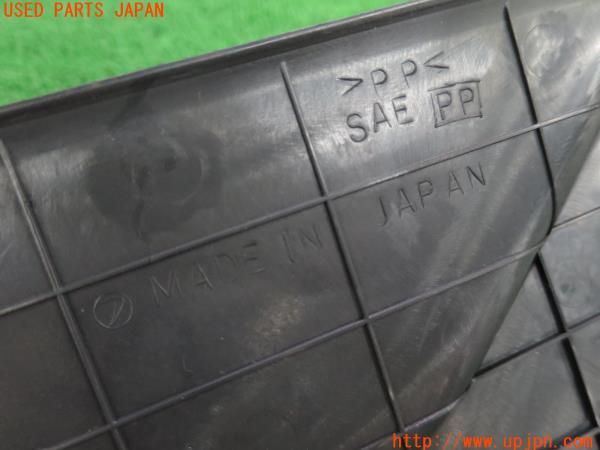 USED PARTS JAPAN
>PP<
SAE PP
MADE IN JAPAN
http://www.upjpn.com/